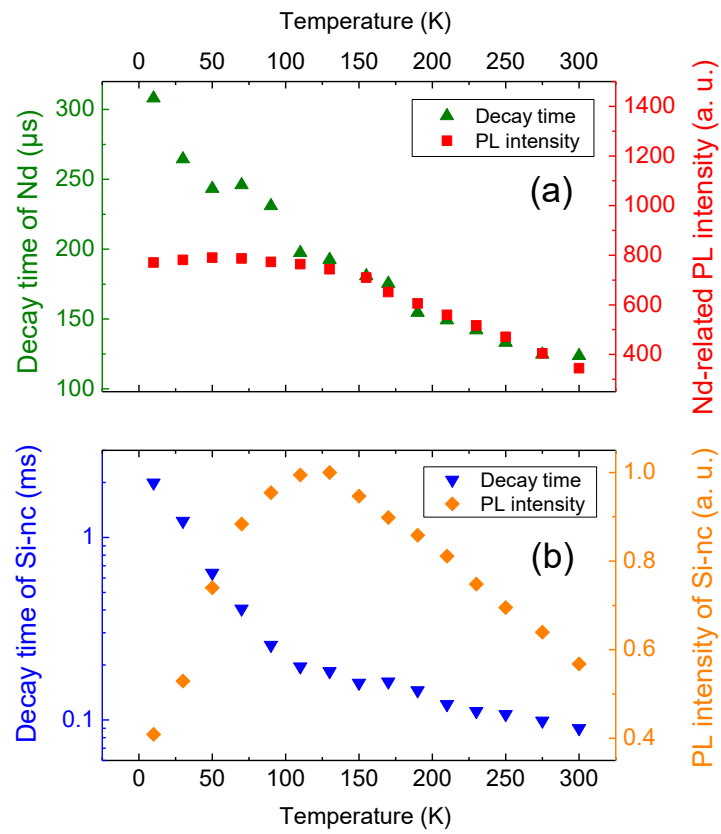 Temperature (K)
0 50 100 150 200 250 300
Decay time of Nd (µs)
300
250
200
150
100
Decay time
PL intensity
(a)
1400
1200
1000
800
600
400
Nd-related PL intensity (a. u.)
Decay time of Si-nc (ms)
1
0.1
Decay time
PL intensity
(b)
1.0
0.8
0.6
0.4
PL intensity of Si-nc (a. u.)
0 50 100 150 200 250 300
Temperature (K)